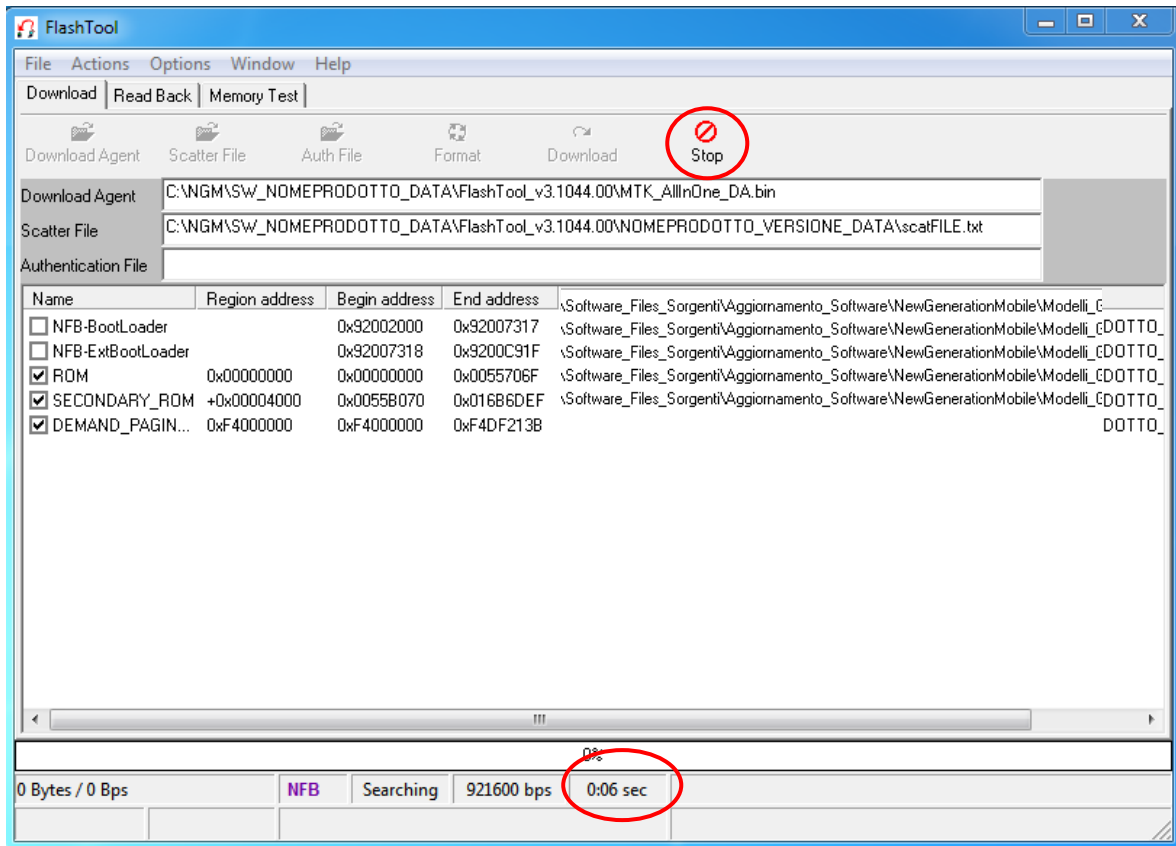 FlashTool
File Actions Options Window Help
Download Read Back Memory Test
Download Agent Scatter File Auth File Format Download Stop
Download Agent C:\NGM\SW_NOMEPRODOTTO_DATA\FlashTool_v3.1044.00\MTK_AllInOne_DA.bin
Scatter File C:\NGM\SW_NOMEPRODOTTO_DATA\FlashTool_v3.1044.00\NOMEPRODOTTO_VERSIONE_DATA\scatFILE.txt
Authentication File
Name Region address Begin address End address \Software_Files_Sorgenti\Aggiornamento_Software\NewGenerationMobile\Modelli_
NFB-BootLoader 0x92002000 0x92007317 \Software_Files_Sorgenti\Aggiornamento_Software\NewGenerationMobile\Modelli_ DOTTO_
NFB-ExtBootLoader 0x92007318 0x9200C91F \Software_Files_Sorgenti\Aggiornamento_Software\NewGenerationMobile\Modelli_ DOTTO_
ROM 0x00000000 0x00000000 0x0055706F \Software_Files_Sorgenti\Aggiornamento_Software\NewGenerationMobile\Modelli_ DOTTO_
SECONDARY_ROM +0x00004000 0x0055B070 0x016B6DEF \Software_Files_Sorgenti\Aggiornamento_Software\NewGenerationMobile\Modelli_ DOTTO_
DEMAND_PAGIN... 0xF4000000 0xF4000000 0xF4DF213B DOTTO_
0%
0 Bytes / 0 Bps NFB Searching 921600 bps 0:06 sec